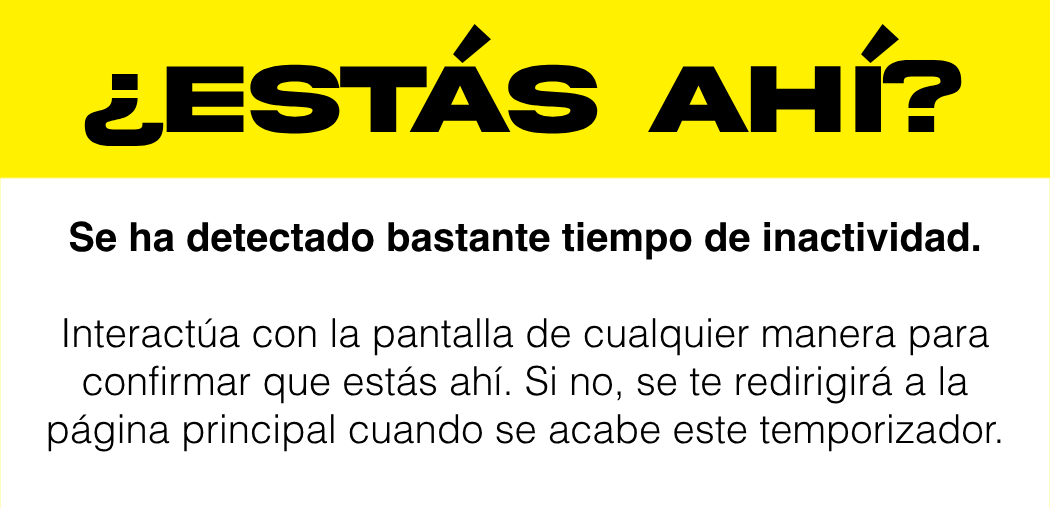 ¿ESTÁS AHÍ?
Se ha detectado bastante tiempo de inactividad.
Interactúa con la pantalla de cualquier manera para
confirmar que estás ahí. Si no, se te redirigirá a la
página principal cuando se acabe este temporizador.